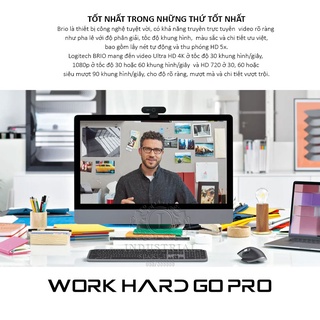 TỐT NHẤT TRONG NHỮNG THỨ TỐT NHẤT
Brio là thiết bị công nghệ tuyệt vời, có khả năng truyền trực tuyến video rõ ràng
như pha lê với độ phân giải, tốc độ khung hình, màu sắc và chi tiết ưu việt,
bao gồm lấy nét tự động và thu phóng HD 5x.
Logitech BRIO mang đến video Ultra HD 4K ở tốc độ 30 khung hình/giây,
1080p ở tốc độ 30 hoặc 60 khung hình/giây và HD 720 ở 30, 60 hoặc
siêu mượt 90 khung hình/giây, cho độ rõ ràng, mượt mà và chi tiết vượt trội.
INDUSTRIAL
WORK HARD GO PRO